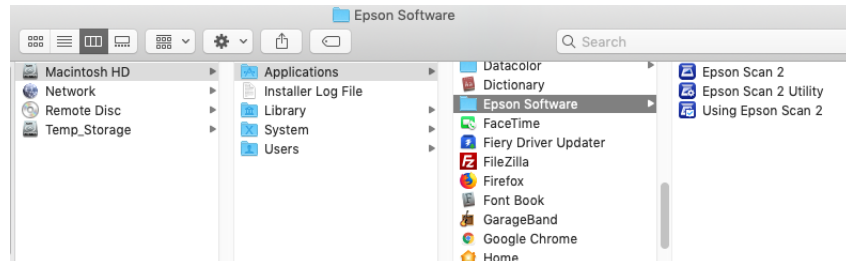 Epson Software
Search
Macintosh HD
Network
Remote Disc
Temp_Storage
Applications
Installer Log File
Library
System
Users
Datacolor
Dictionary
Epson Software
FaceTime
Fiery Driver Updater
FileZilla
Firefox
Font Book
GarageBand
Google Chrome
Home
Epson Scan 2
Epson Scan 2 Utility
Using Epson Scan 2